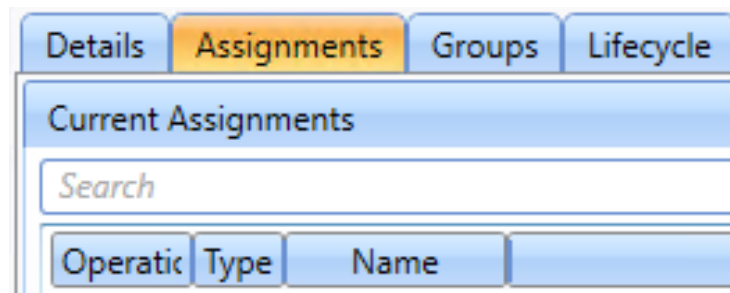 Details Assignments Groups Lifecycle
Current Assignments
Search
Operatic Type Name